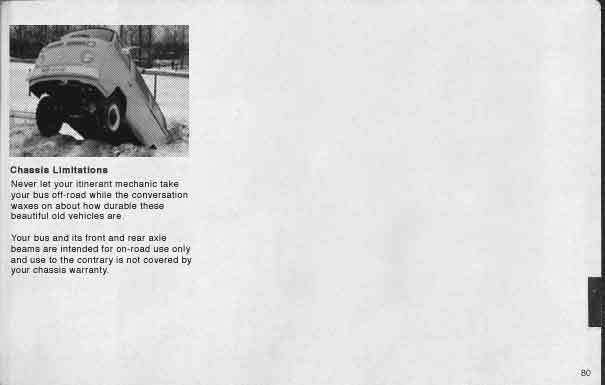 Chassis Limitations
Never let your itinerant mechanic take
your bus off-road while the conversation
waxes on about how durable these
beautiful old vehicles are.
Your bus and its front and rear axle
beams are intended for on-road use only
and use to the contrary is not covered by
your chassis warranty.
80